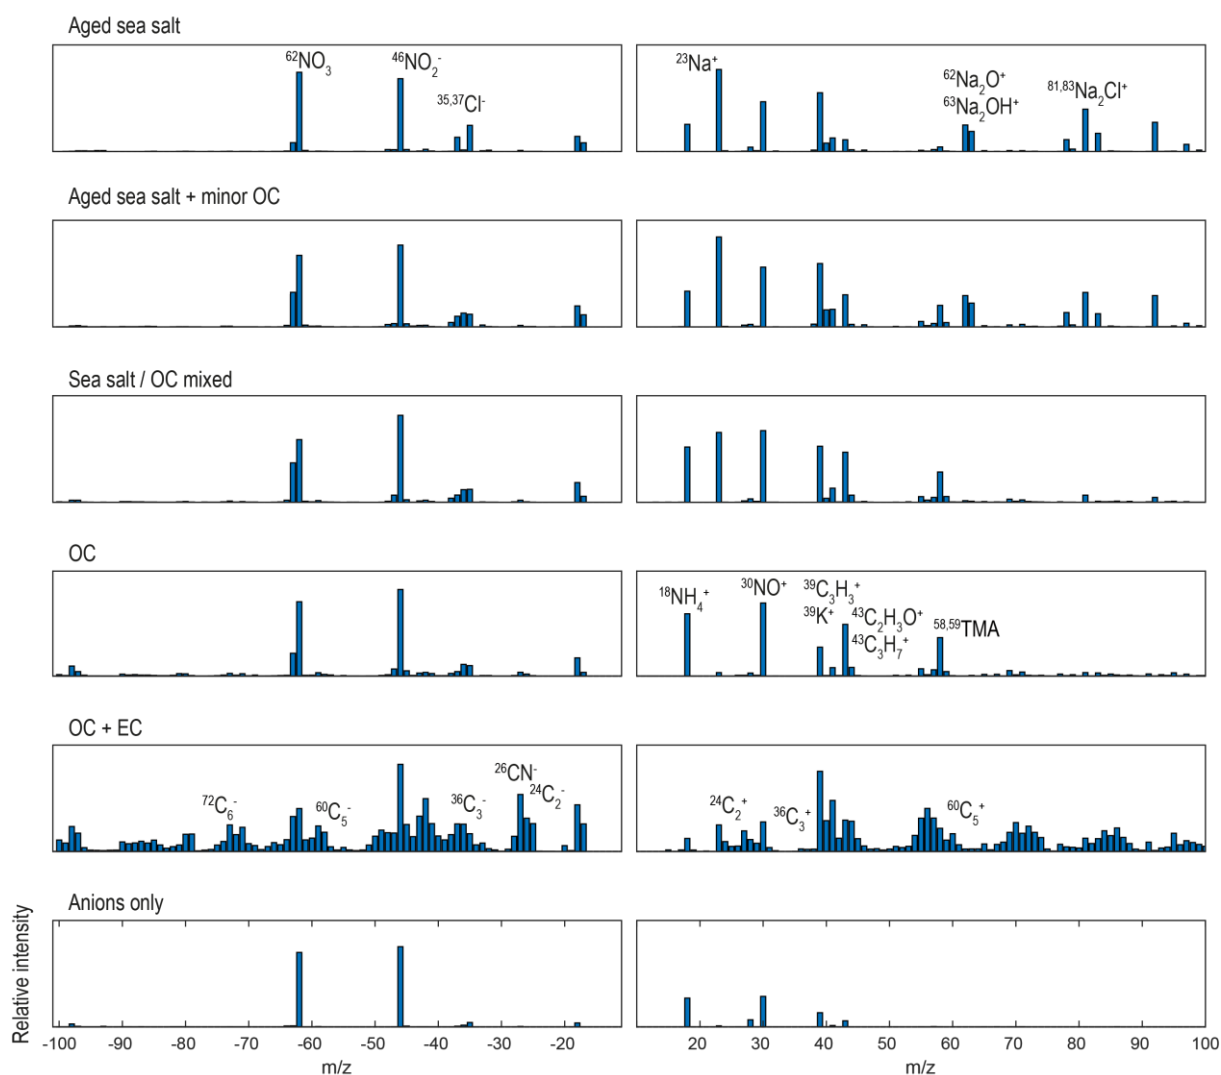 Aged sea salt
⁶²NO₃
⁴⁶NO₂⁻
³⁵,³⁷Cl⁻
²³Na⁺
⁶²Na₂O⁺
⁶³Na₂OH⁺
⁸¹,⁸³Na₂Cl⁺
Aged sea salt + minor OC
Sea salt / OC mixed
OC
¹⁸NH₄⁺
³⁰NO⁺
³⁹C₃H₃⁺
³⁹K⁺
⁴³C₂H₃O⁺
⁴³C₃H₇⁺
⁵⁸,⁵⁹TMA
OC + EC
⁷²C₆⁻
⁶⁰C₅⁻
³⁶C₃⁻
²⁶CN⁻
²⁴C₂⁻
²⁴C₂⁺
³⁶C₃⁺
⁶⁰C₅⁺
Anions only
Relative intensity
-100 -90 -80 -70 -60 -50 -40 -30 -20
20 30 40 50 60 70 80 90 100
m/z
m/z